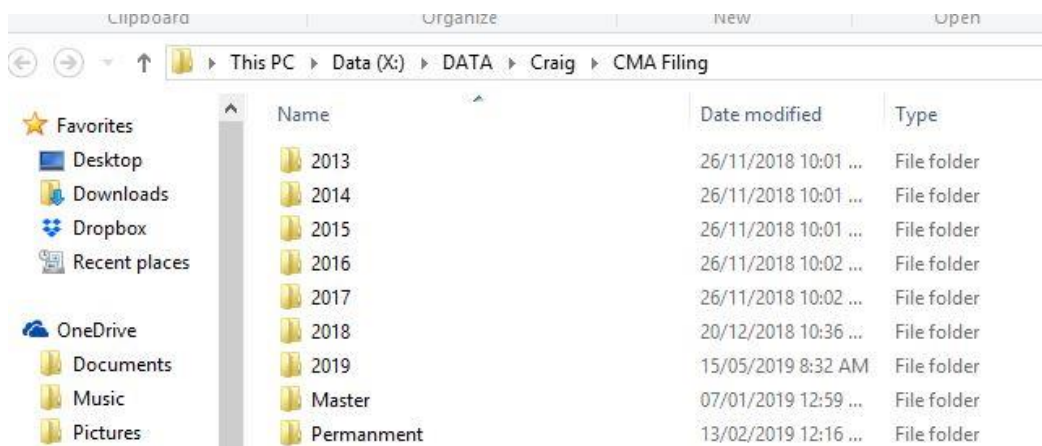 Clipboard Organize New Open
This PC Data (X:) DATA Craig CMA Filing
Name Date modified Type
Favorites
Desktop 2013 26/11/2018 10:01 ... File folder
Downloads 2014 26/11/2018 10:01 ... File folder
Dropbox 2015 26/11/2018 10:01 ... File folder
Recent places 2016 26/11/2018 10:02 ... File folder
2017 26/11/2018 10:02 ... File folder
OneDrive 2018 20/12/2018 10:36 ... File folder
Documents 2019 15/05/2019 8:32 AM File folder
Music Master 07/01/2019 12:59 ... File folder
Pictures Permanment 13/02/2019 12:16 ... File folder